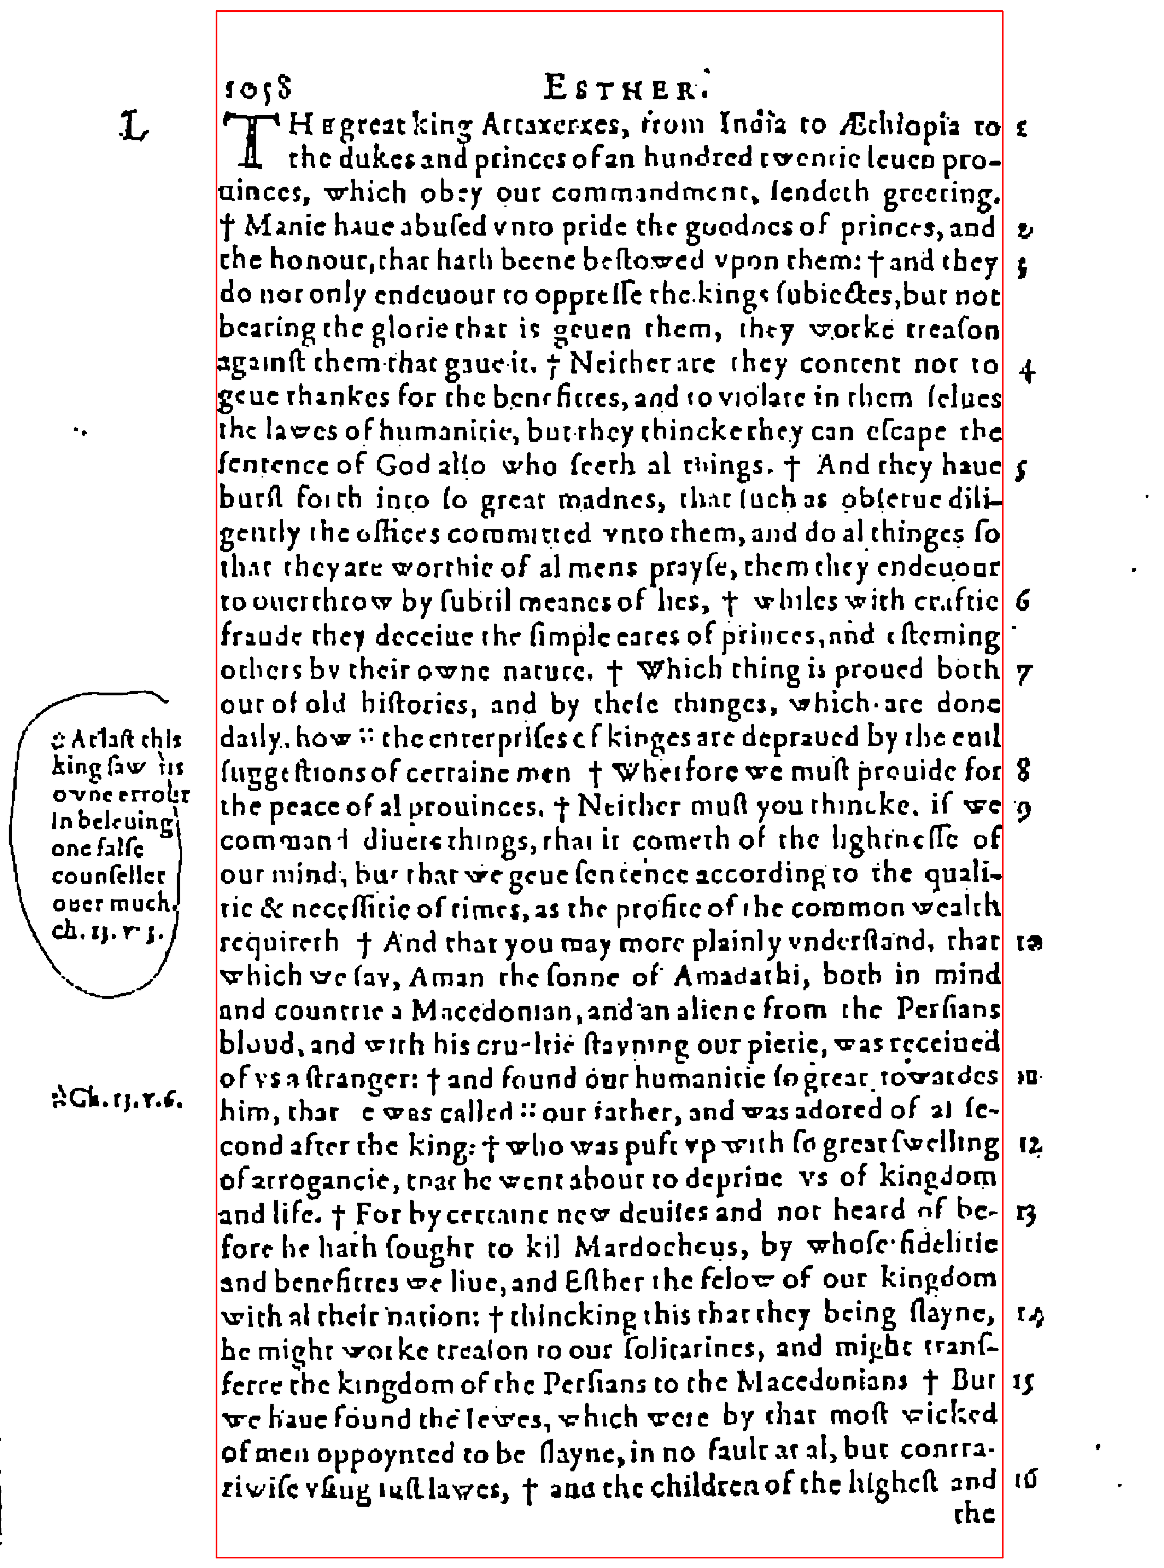 1058 ESTHER.
L
THe great king Artaxerxes, from India to Æthiopia to 1
the dukes and princes of an hundred twentie ſeuen pro-
uinces, which obey our commandment, ſendeth greeting.
† Manie haue abuſed vnto pride the goodnes of princes, and 2
the honour, that hath beene beſtowed vpon them: † and they 3
do not only endeuour to oppreſſe the kings ſubiectes, but not
bearing the glorie that is geuen them, they worke treaſon
againſt them that gaue it. † Neither are they content not to 4
geue thankes for the benefittes, and to violate in them ſelues
the lawes of humanitie, but they thincke they can eſcape the
ſentence of God alſo who ſeeth al things. † And they haue 5
burſt forth into ſo great madnes, that ſuch as obſerue dili-
gently the offices committed vnto them, and do al thinges ſo
that they are worthie of al mens prayſe, them they endeuour
to ouerthrow by ſubtil meanes of lies, † whiles with craftie 6
fraude they deceiue the ſimple eares of princes, and eſteming
others by their owne nature. † Which thing is proued both 7
out of old hiſtories, and by theſe thinges, which are done
daily, how ⁘ the enterpriſes of kinges are depraued by the euil
ſuggeſtions of certaine men † Wherfore we muſt prouide for 8
the peace of al prouinces. † Neither muſt you thincke, if we 9
command diuers things, that it cometh of the lightneſſe of
our mind, but that we geue ſentence according to the quali-
tie & neceſſitie of times, as the profite of the common wealth
requireth † And that you may more plainly vnderſtand, that 10
which we ſay, Aman the ſonne of Amadathi, both in mind
and countrie a Macedonian, and an aliene from the Perſians
bloud, and with his crueltie ſtayning our pietie, was receiued
of vs a ſtranger: † and found our humanitie ſo great towardes 11
him, that e was called ⁘ our father, and was adored of al ſe-
cond after the king: † who was puft vp with ſo great ſwelling 12
of arrogancie, that he went about to depriue vs of kingdom
and life. † For by certaine new deuiſes and not heard of be- 13
fore he hath ſought to kil Mardocheus, by whoſe fidelitie
and benefittes we liue, and Eſther the felow of our kingdom
with al their nation: † thincking this that they being ſlayne, 14
he might worke treaſon to our ſolitarines, and might tranſ-
ferre the kingdom of the Perſians to the Macedonians † But 15
we haue found the Iewes, which were by that moſt wicked
of men oppoynted to be ſlayne, in no fault at al, but contra-
riwiſe vſing iuſt lawes, † and the children of the higheſt and 16
the
⁘ At laſt this
king ſaw his
owne errour
in beleuing
one falſe
counſeller
ouer much.
ch. 13. v. 3.
⁘ Ch. 13. v. 6.